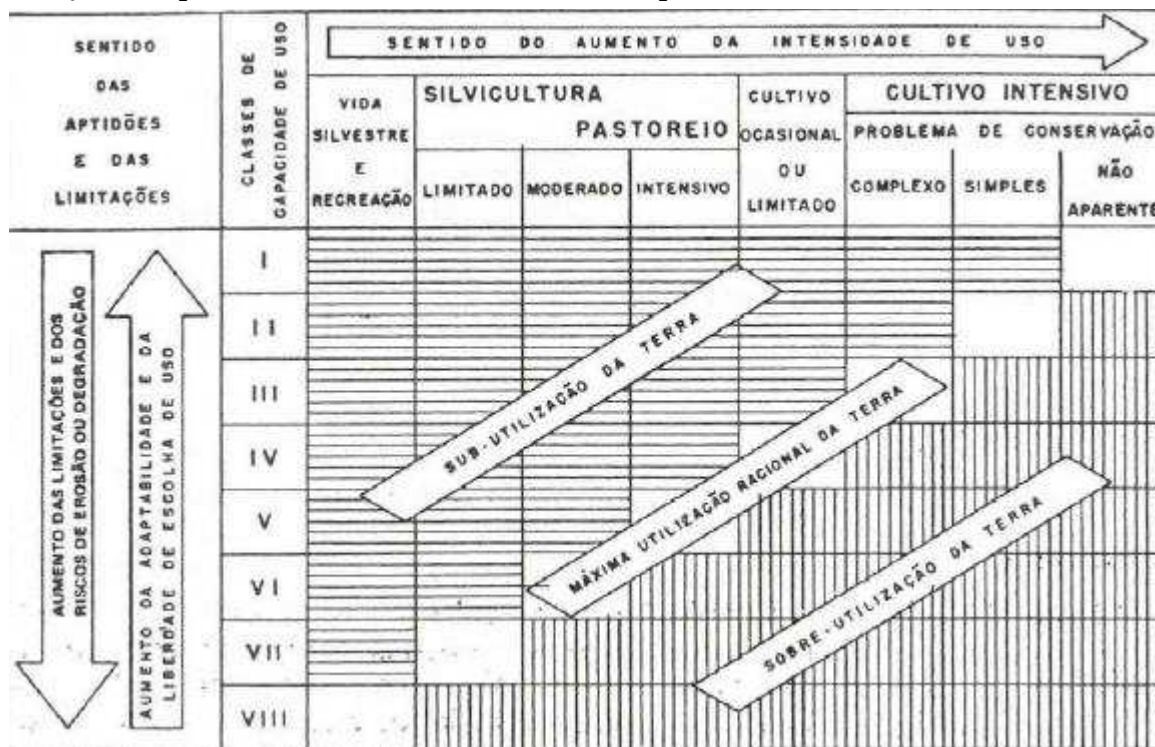 SENTIDO
DAS
APTIDÕES
E DAS
LIMITAÇÕES
CLASSES DE
CAPACIDADE DE USO
SENTIDO DO AUMENTO DA INTENSIDADE DE USO
VIDA
SILVESTRE
E
RECREAÇÃO
SILVICULTURA
PASTOREIO
LIMITADO
MODERADO
INTENSIVO
CULTIVO
OCASIONAL
OU
LIMITADO
CULTIVO INTENSIVO
PROBLEMA DE CONSERVAÇÃO
COMPLEXO
SIMPLES
NÃO
APARENTE
AUMENTO DAS LIMITAÇÕES E DOS
RISCOS DE EROSÃO OU DEGRADAÇÃO
AUMENTO DA ADAPTABILIDADE E DA
LIBERDADE DE ESCOLHA DE USO
I
II
III
IV
V
VI
VII
VIII
SUB-UTILIZAÇÃO DA TERRA
MÁXIMA UTILIZAÇÃO RACIONAL DA TERRA
SOBRE-UTILIZAÇÃO DA TERRA